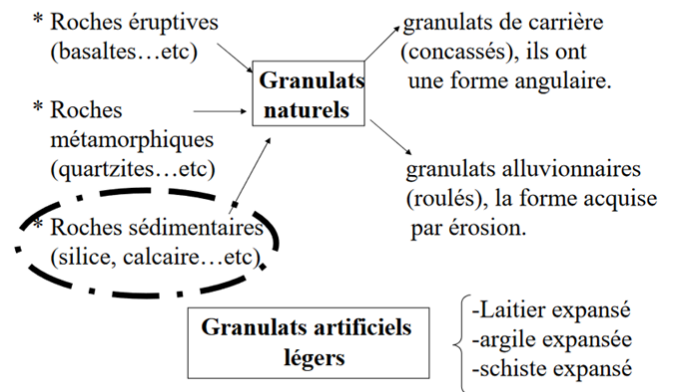 * Roches éruptives
(basaltes…etc)
* Roches
métamorphiques
(quartzites…etc)
* Roches sédimentaires
(silice, calcaire…etc).
Granulats
naturels
granulats de carrière
(concassés), ils ont
une forme angulaire.
granulats alluvionnaires
(roulés), la forme acquise
par érosion.
Granulats artificiels
légers
-Laitier expansé
-argile expansée
-schiste expansé